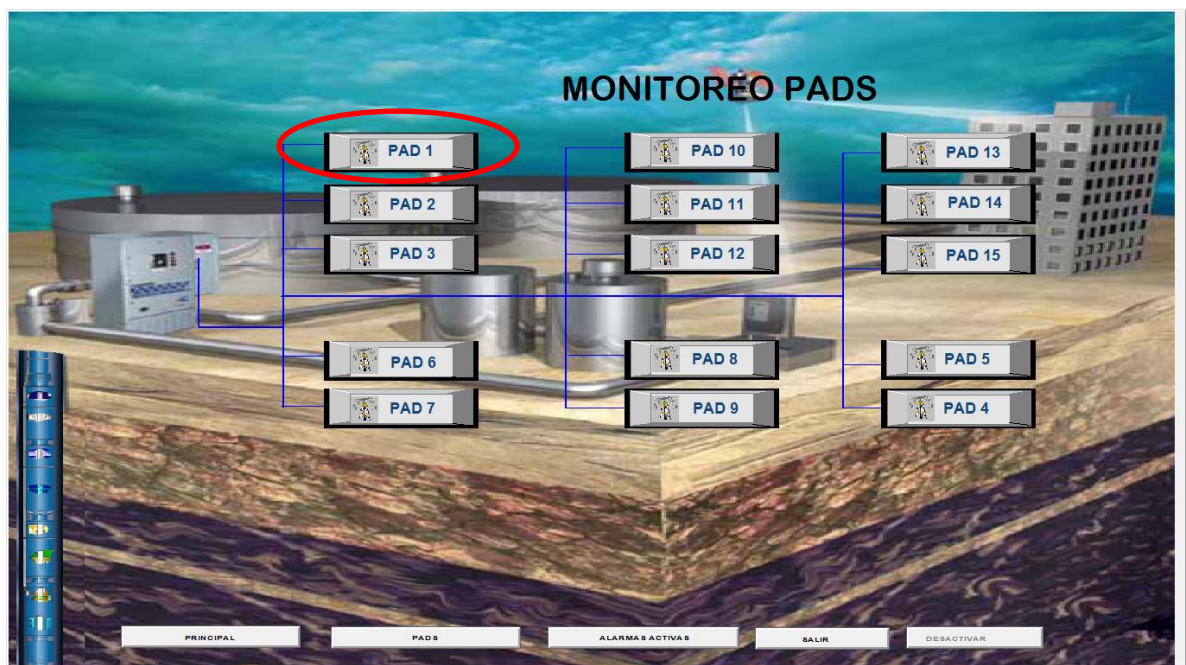 MONITOREO PADS
PAD 1
PAD 10
PAD 13
PAD 2
PAD 11
PAD 14
PAD 3
PAD 12
PAD 15
PAD 6
PAD 8
PAD 5
PAD 7
PAD 9
PAD 4
PRINCIPAL
PADS
ALARMAS ACTIVAS
SALIR
DESACTIVAR